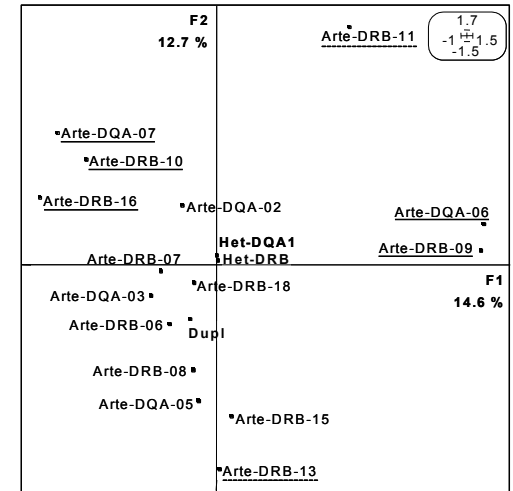 F2
12.7 %
Arte-DRB-11
1.7
-1 1.5
-1.5
Arte-DQA-07
Arte-DRB-10
Arte-DRB-16
Arte-DQA-02
Arte-DQA-06
Het-DQA1
Arte-DRB-09
Arte-DRB-07
Het-DRB
F1
Arte-DRB-18
Arte-DQA-03
14.6 %
Arte-DRB-06
Dupl
Arte-DRB-08
Arte-DQA-05
Arte-DRB-15
Arte-DRB-13